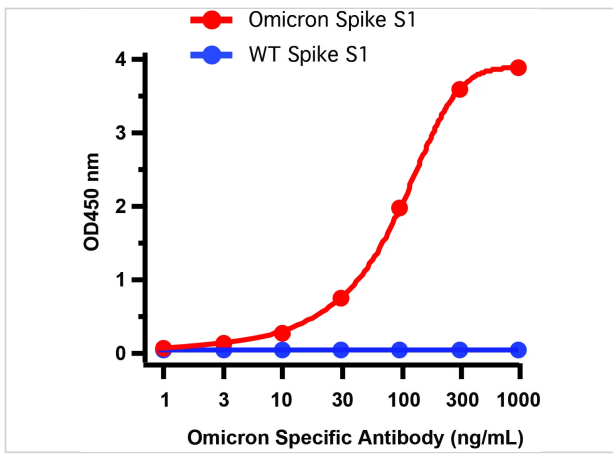 Omicron Spike S1
WT Spike S1
4
3
2
1
0
OD450 nm
1 3 10 30 100 300 1000
Omicron Specific Antibody (ng/mL)